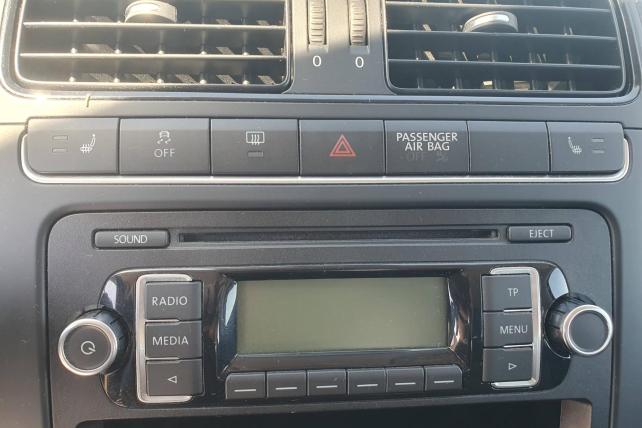 0 0
OFF
PASSENGER
AIR BAG
OFF
SOUND
EJECT
RADIO
TP
MEDIA
MENU